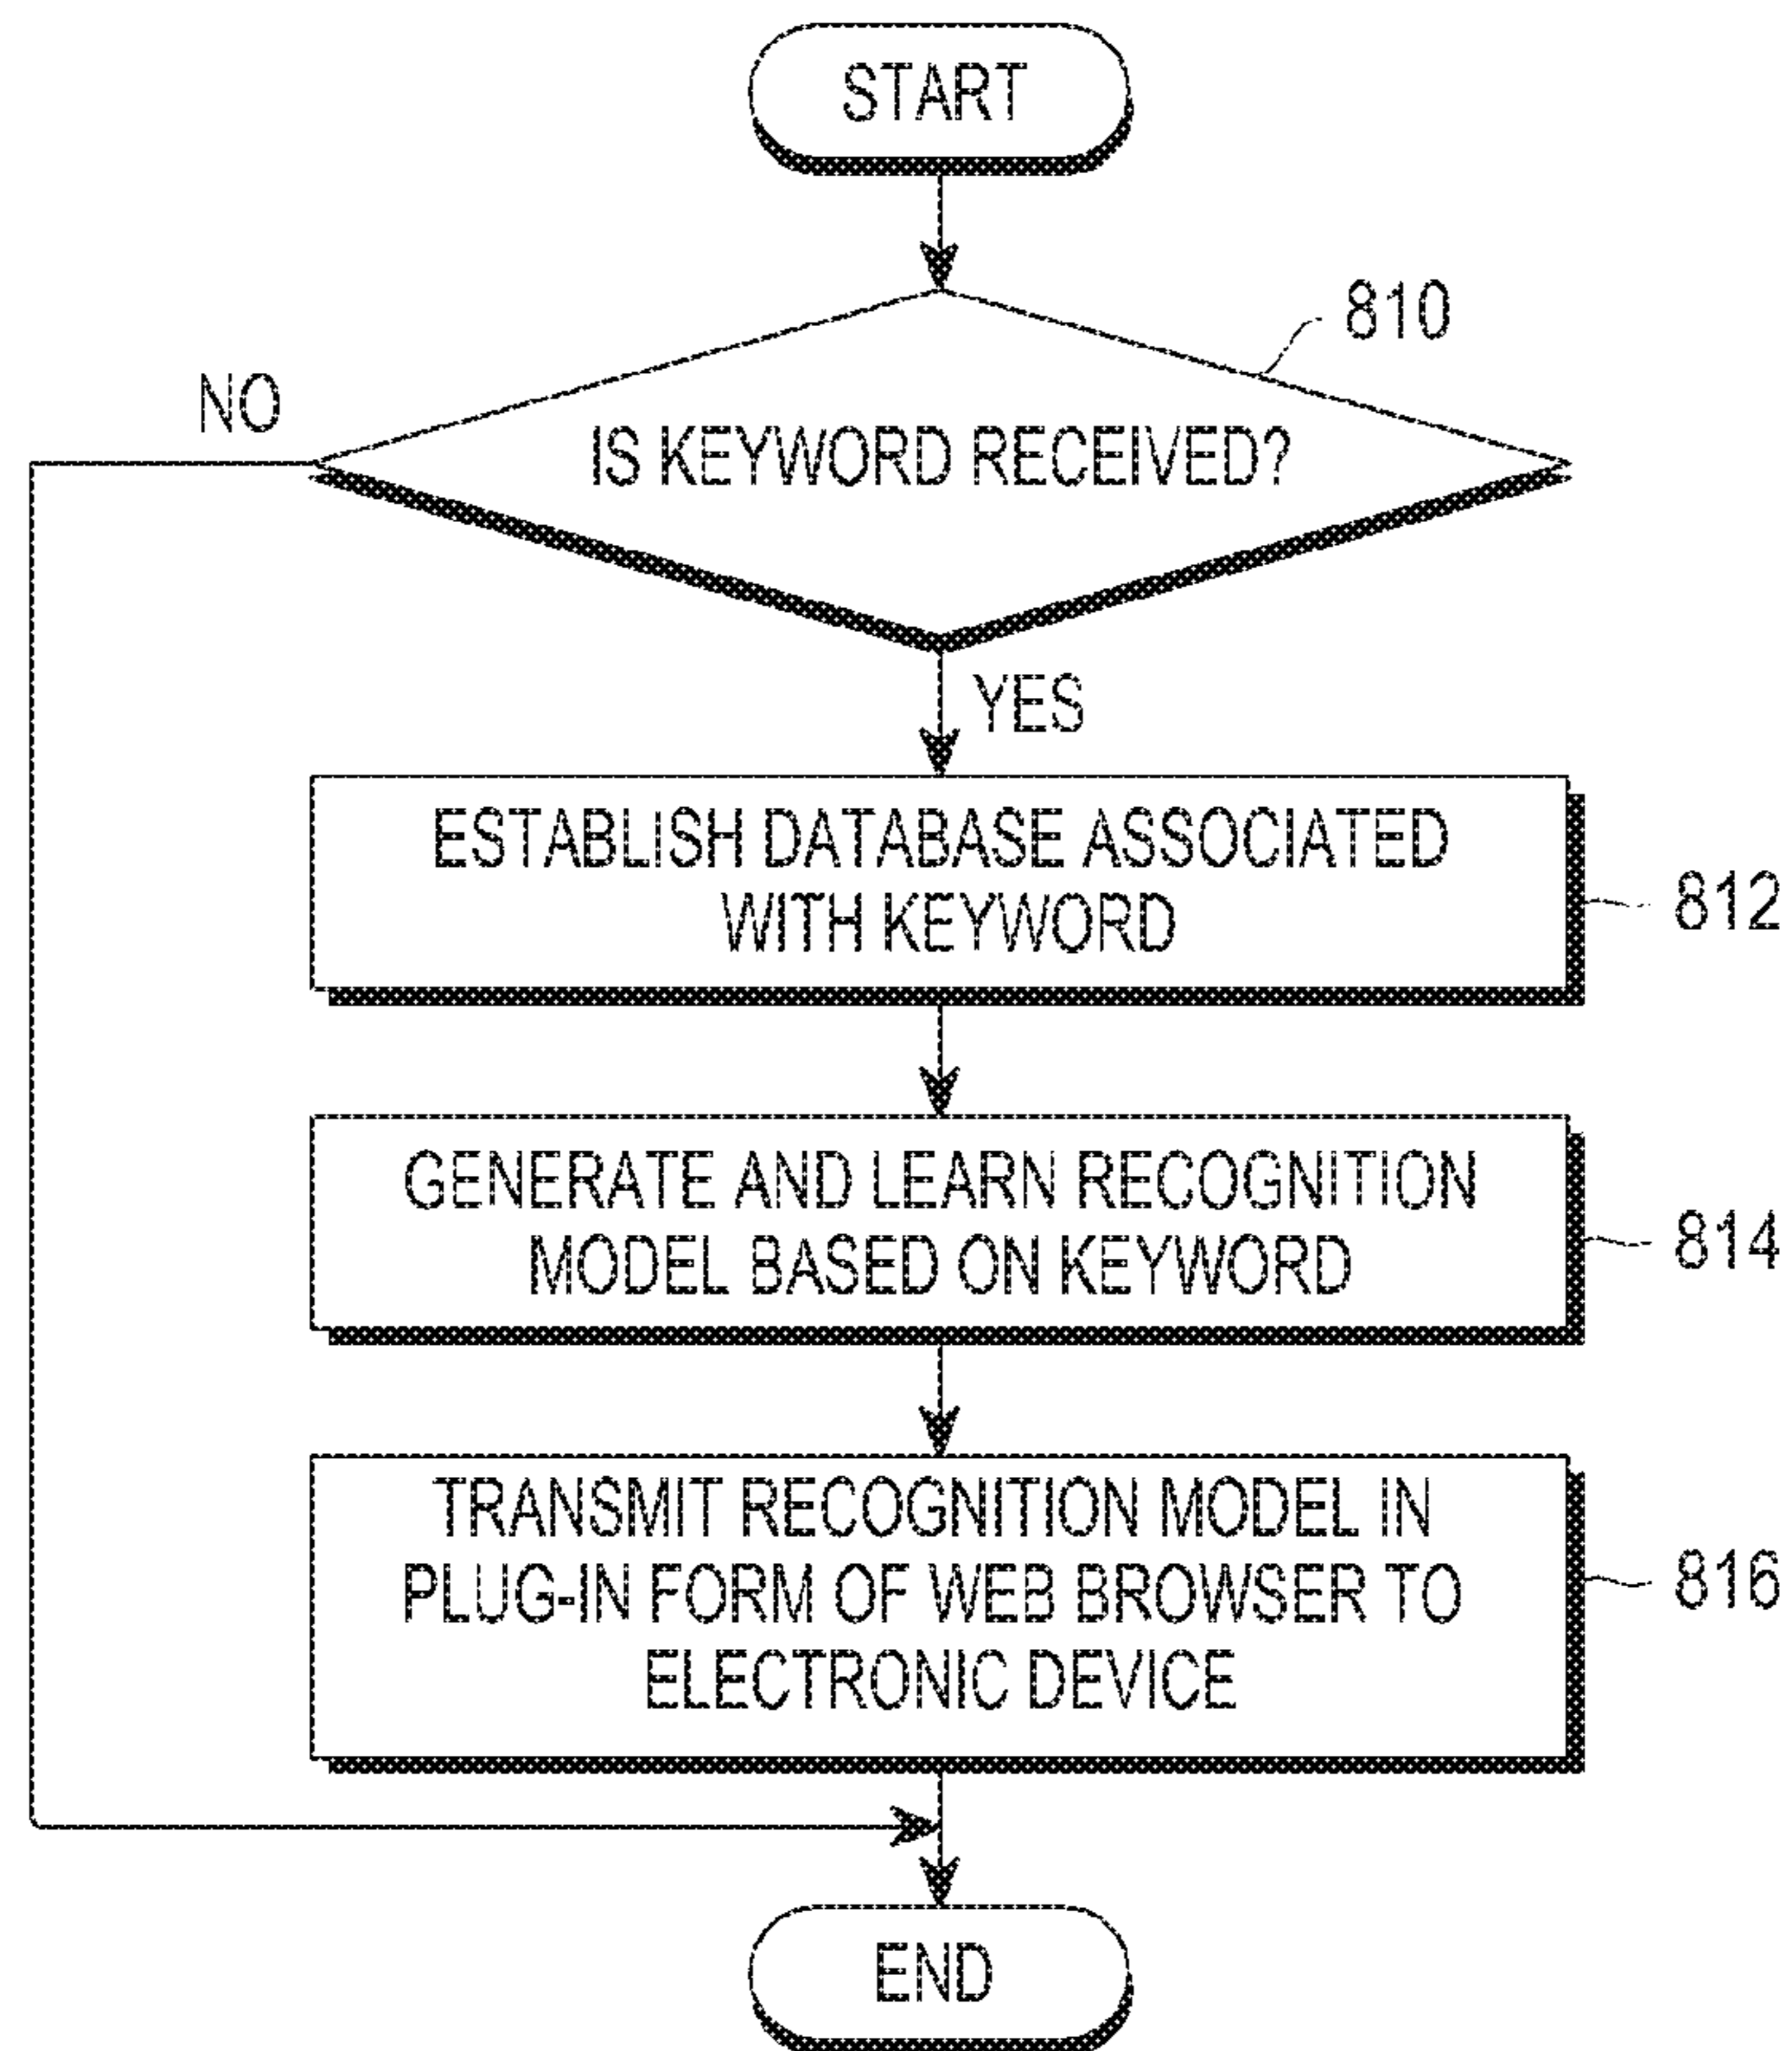 START
810
NO
IS KEYWORD RECEIVED?
YES
ESTABLISH DATABASE ASSOCIATED
WITH KEYWORD
812
GENERATE AND LEARN RECOGNITION
MODEL BASED ON KEYWORD
814
TRANSMIT RECOGNITION MODEL IN
PLUG-IN FORM OF WEB BROWSER TO
ELECTRONIC DEVICE
816
END